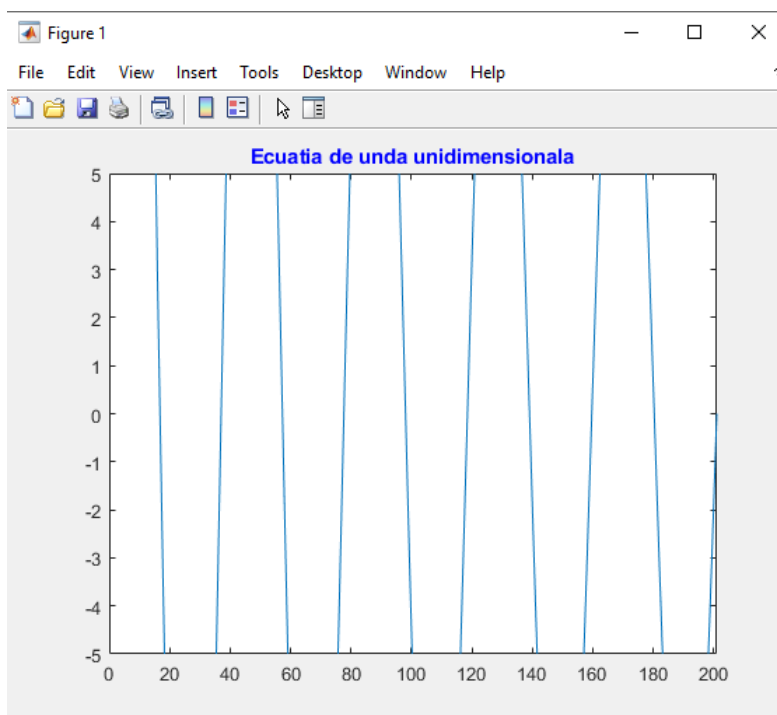 Figure 1
File Edit View Insert Tools Desktop Window Help
Ecuatia de unda unidimensionala
5
4
3
2
1
0
-1
-2
-3
-4
-5
0 20 40 60 80 100 120 140 160 180 200